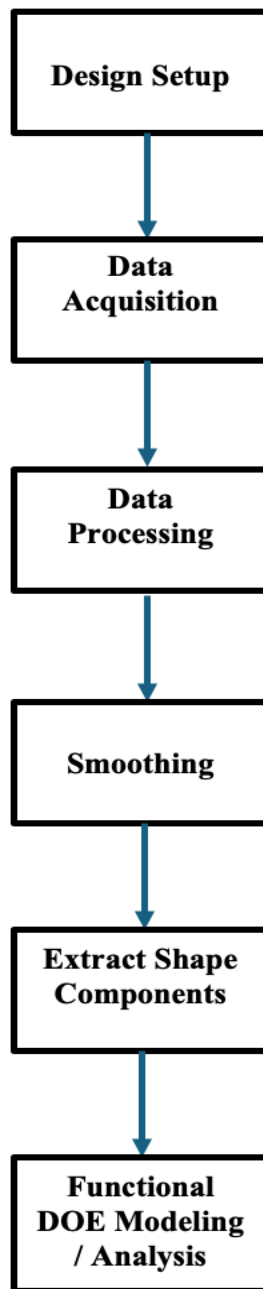 Design Setup
Data
Acquisition
Data
Processing
Smoothing
Extract Shape
Components
Functional
DOE Modeling
/ Analysis